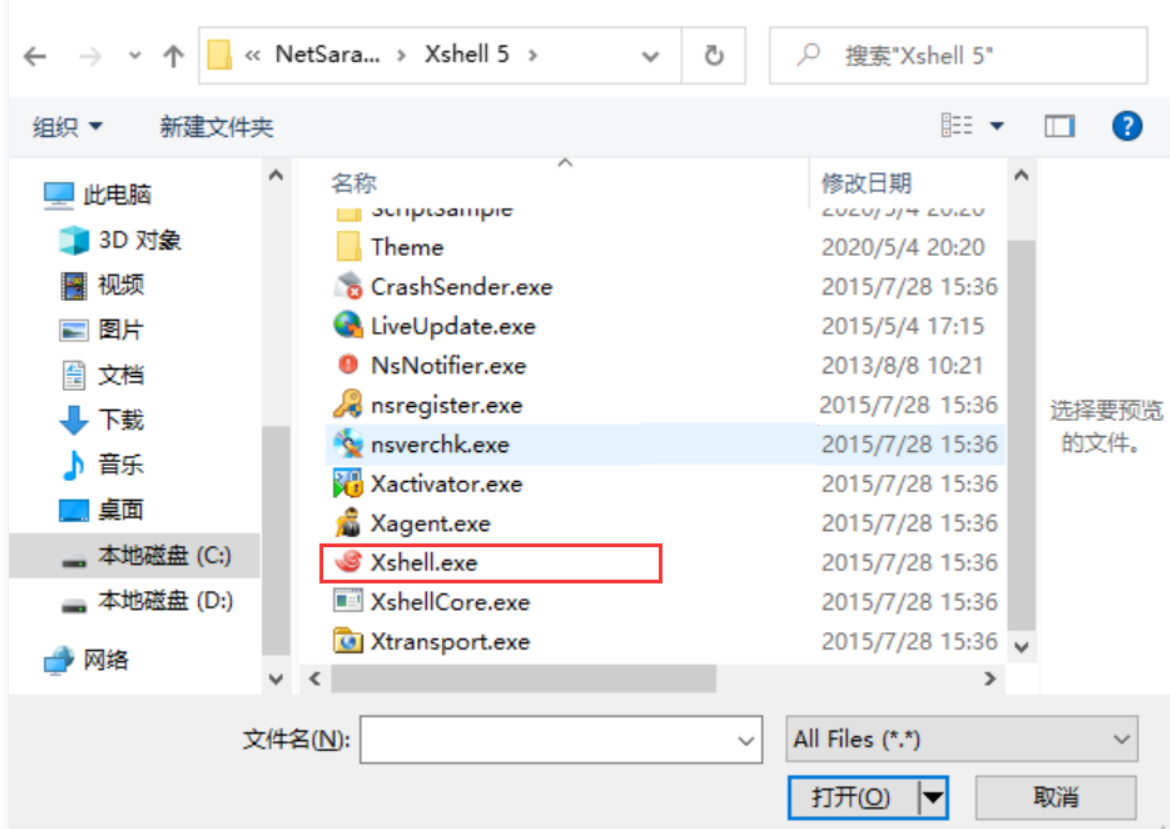 « NetSara... › Xshell 5 › 搜索"Xshell 5"
组织 新建文件夹
名称 修改日期
此电脑
3D 对象
视频
图片
文档
下载
音乐
桌面
本地磁盘 (C:)
本地磁盘 (D:)
网络
ScriptSample 2020/5/4 20:20
Theme 2020/5/4 20:20
CrashSender.exe 2015/7/28 15:36
LiveUpdate.exe 2015/5/4 17:15
NsNotifier.exe 2013/8/8 10:21
nsregister.exe 2015/7/28 15:36
nsverchk.exe 2015/7/28 15:36
Xactivator.exe 2015/7/28 15:36
Xagent.exe 2015/7/28 15:36
Xshell.exe 2015/7/28 15:36
XshellCore.exe 2015/7/28 15:36
Xtransport.exe 2015/7/28 15:36
选择要预览
的文件。
文件名(N): All Files (*.*)
打开(O) 取消